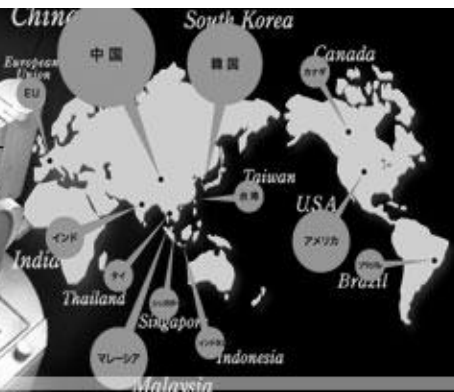 China
中国
South Korea
韓国
European
Union
EU
Canada
カナダ
Taiwan
台湾
USA
アメリカ
India
インド
タイ
Thailand
Singapore
マレーシア
Malaysia
Indonesia
Brazil